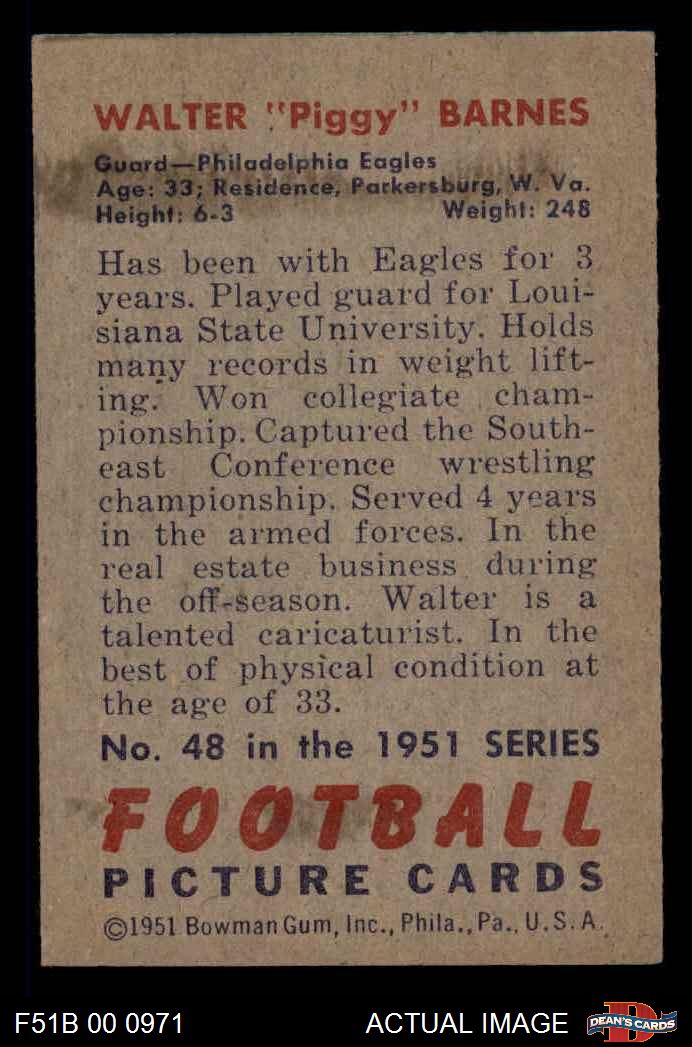 WALTER "Piggy" BARNES
Guard—Philadelphia Eagles
Age: 33; Residence, Parkersburg, W. Va.
Height: 6-3 Weight: 248
Has been with Eagles for 3
years. Played guard for Loui-
siana State University. Holds
many records in weight lift-
ing. Won collegiate cham-
pionship. Captured the South-
east Conference wrestling
championship. Served 4 years
in the armed forces. In the
real estate business during
the off-season. Walter is a
talented caricaturist. In the
best of physical condition at
the age of 33.
No. 48 in the 1951 SERIES
FOOTBALL
PICTURE CARDS
©1951 Bowman Gum, Inc., Phila., Pa., U.S.A.
F51B 00 0971 ACTUAL IMAGE D DEAN'S CARDS